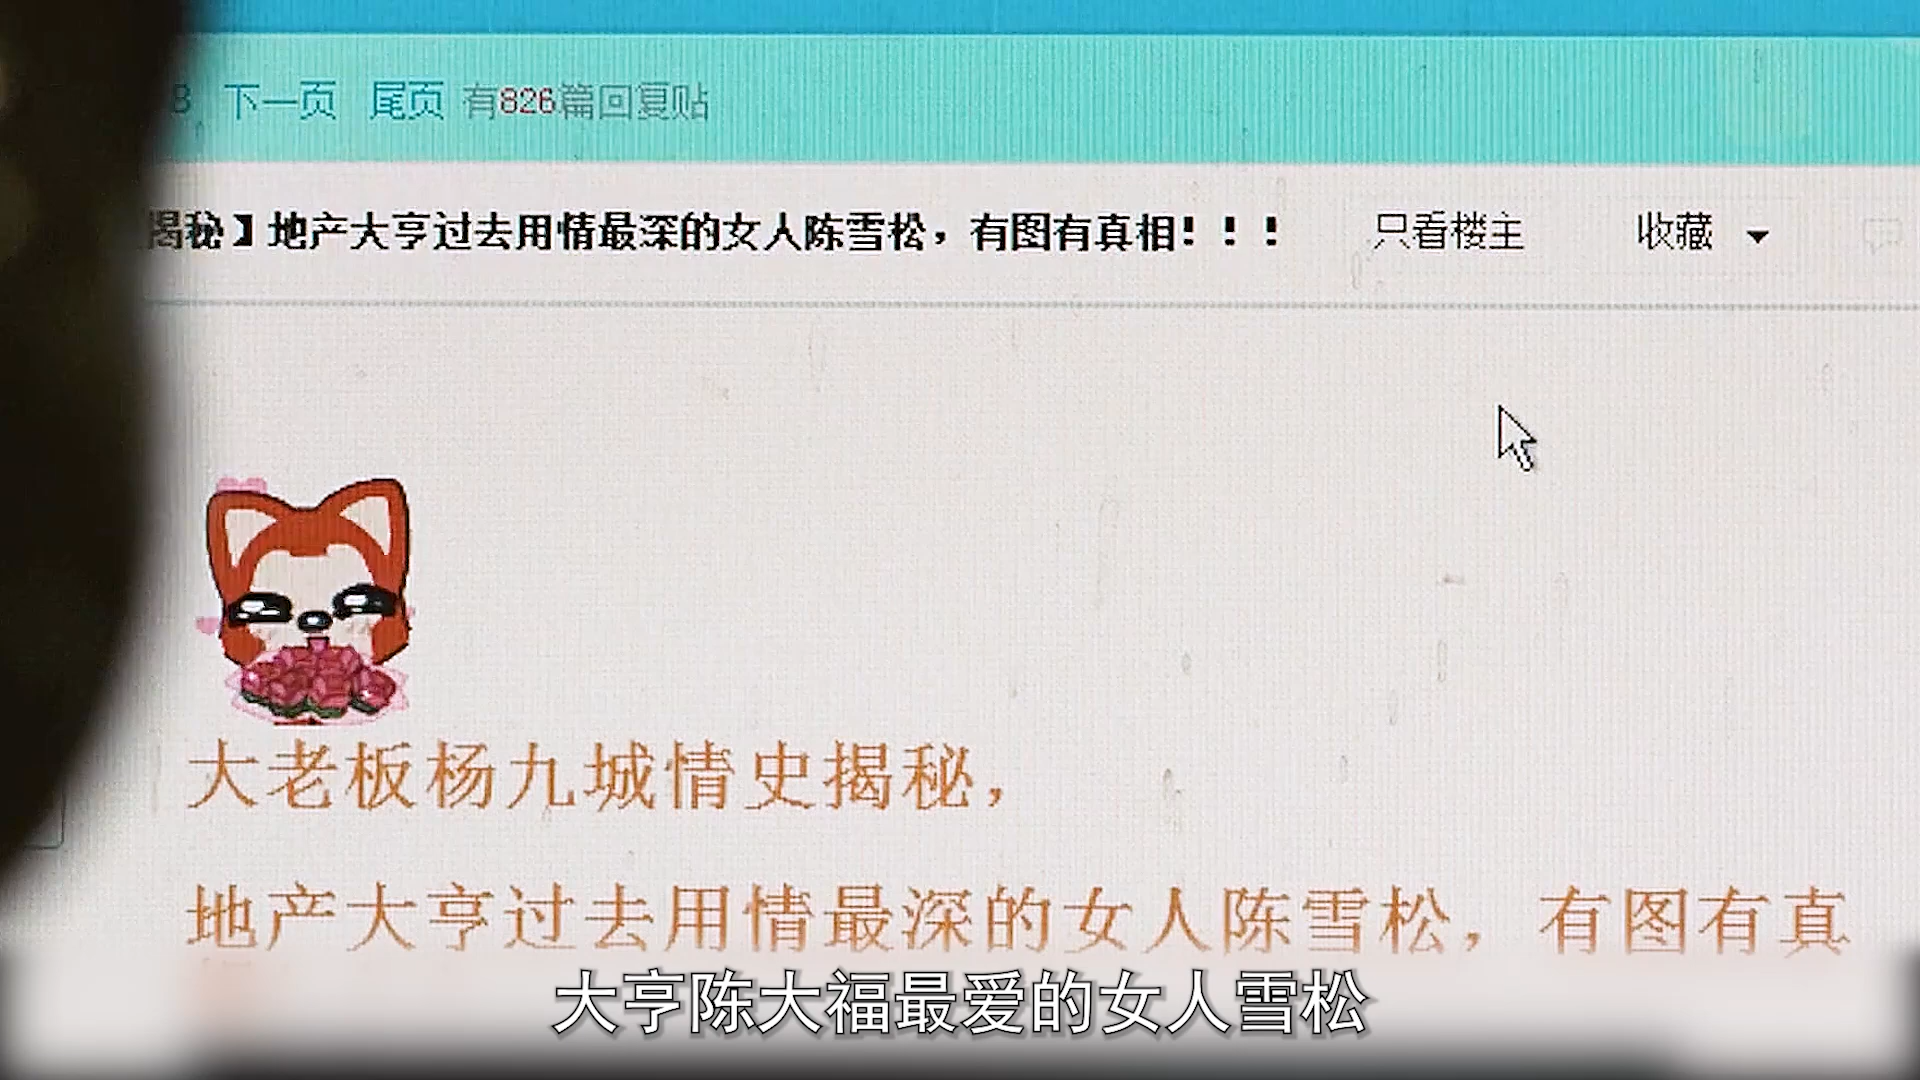 3 下一页 尾页 有826篇回复贴
揭秘】地产大亨过去用情最深的女人陈雪松，有图有真相！！！ 只看楼主 收藏
大老板杨九城情史揭秘，
地产大亨过去用情最深的女人陈雪松，有图有真
大亨陈大福最爱的女人雪松